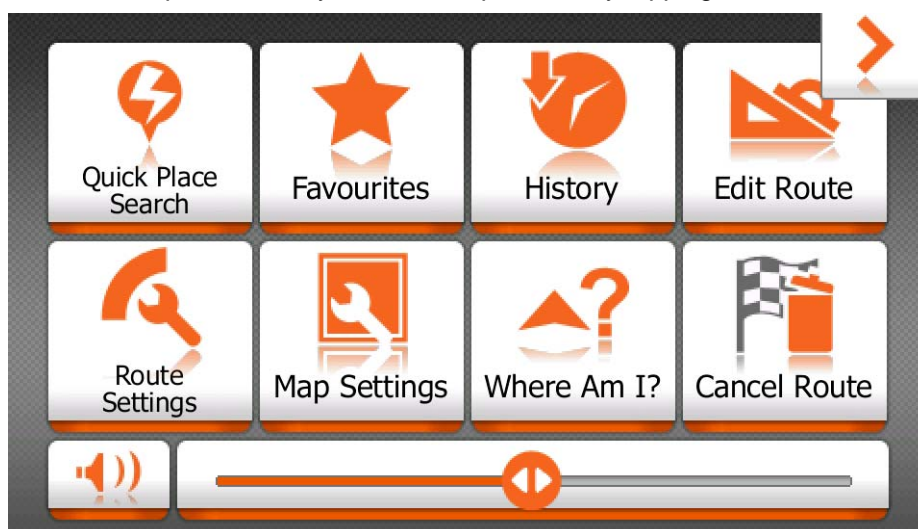 Quick Place
Search
Favourites
History
Edit Route
Route
Settings
Map Settings
Where Am I?
Cancel Route